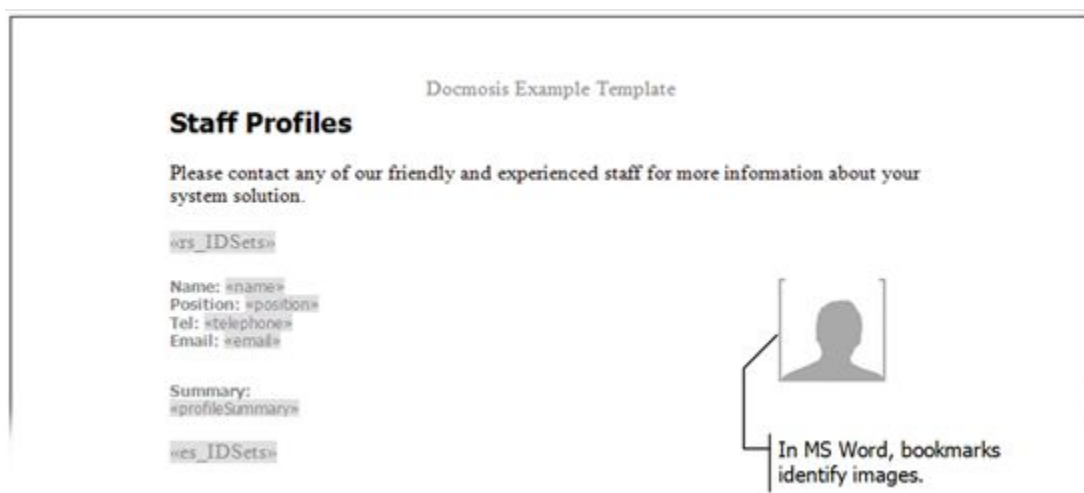 Docmosis Example Template
Staff Profiles
Please contact any of our friendly and experienced staff for more information about your
system solution.
«rs_IDSets»
Name: «name»
Position: «position»
Tel: «telephone»
Email: «email»
Summary:
«profileSummary»
«es_IDSets»
In MS Word, bookmarks
identify images.